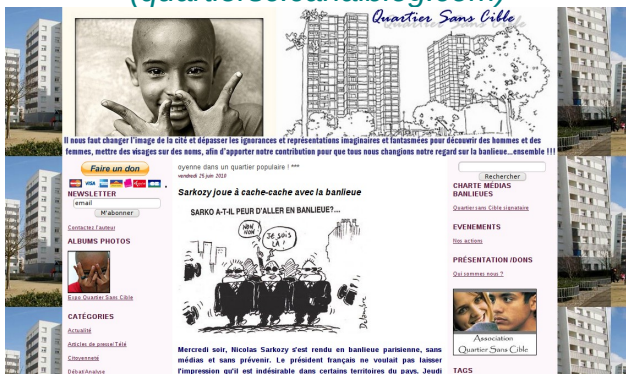 (quartierscible.canalblog.com)
Quartier Sans Cible
Il nous faut changer l'image de la cité et dépasser les ignorances et représentations imaginaires et fantasmées pour découvrir des hommes et des
femmes, mettre des visages sur des noms, afin d'apporter notre contribution pour que tous nous changions notre regard sur la banlieue...ensemble !!!
Faire un don
VISA
NEWSLETTER
email
M'abonner
Contactez l'auteur
ALBUMS PHOTOS
Expo Quartier Sans Cible
CATÉGORIES
Actualité
Articles de presse/Télé
Citoyenneté
Débat/Analyse
oyenne dans un quartier populaire ! ***
vendredi 25 juin 2010
Sarkozy joue à cache-cache avec la banlieue
SARKO A-T-IL PEUR D'ALLER EN BANLIEUE?...
NON
NON
JE SUIS
LÀ !
Mercredi soir, Nicolas Sarkozy s'est rendu en banlieue parisienne, sans
médias et sans prévenir. Le président français ne voulait pas laisser
l'impression qu'il est indésirable dans certains territoires du pays. Jeudi
Rechercher
CHARTE MÉDIAS
BANLIEUES
Quartier sans Cible signataire
EVENEMENTS
Nos actions
PRÉSENTATION /DONS
Qui sommes nous ?
Association
Quartier Sans Cible
TAGS